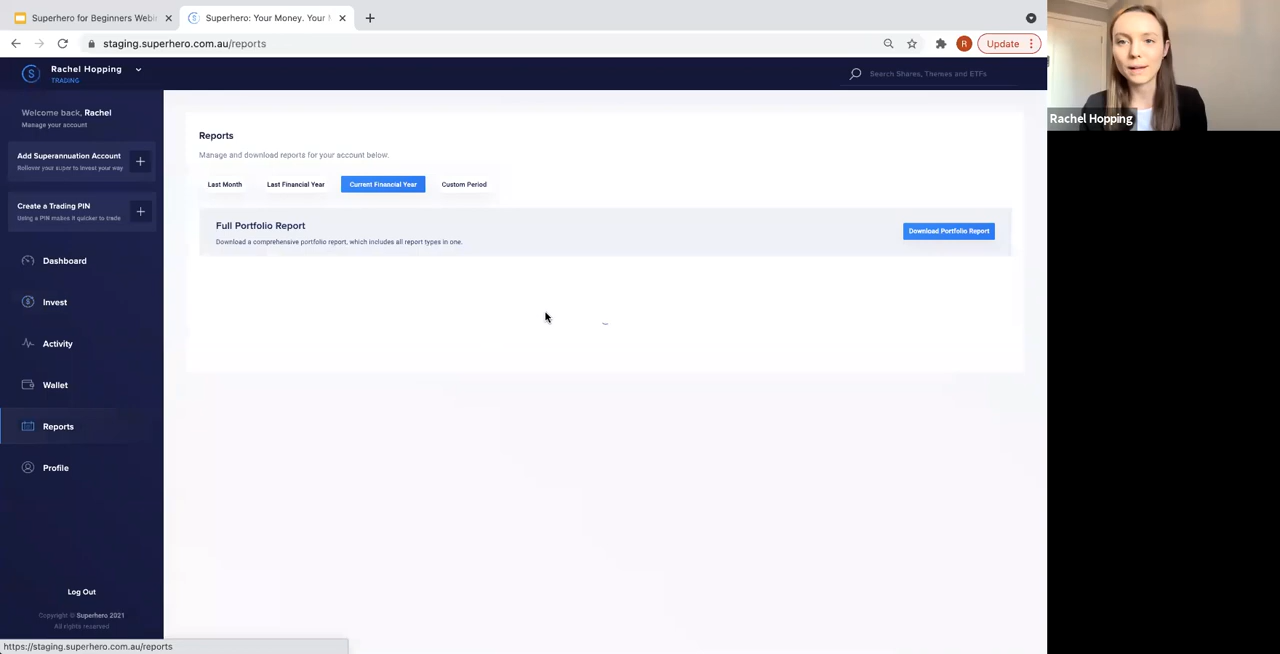 Superhero for Beginners Webi
Superhero: Your Money. Your
staging.superhero.com.au/reports
R
Update
Rachel Hopping
TRADING
Search Shares, Themes and ETFs
Rachel Hopping
Welcome back, Rachel
Manage your account
Add Superannuation Account
Rollover your super to invest your way
Create a Trading PIN
Using a PIN makes it quicker to trade
Dashboard
Invest
Activity
Wallet
Reports
Profile
Log Out
Copyright © Superhero 2021
All rights reserved
https://staging.superhero.com.au/reports
Reports
Manage and download reports for your account below.
Last Month
Last Financial Year
Current Financial Year
Custom Period
Full Portfolio Report
Download a comprehensive portfolio report, which includes all report types in one.
Download Portfolio Report